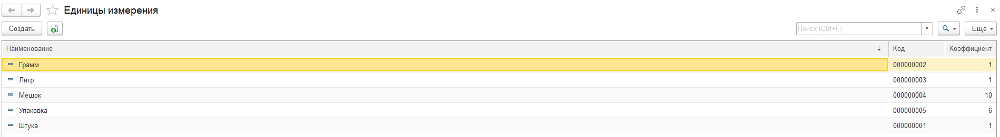 Единицы измерения
Создать Поиск (Ctrl+F) × Еще
Наименование ↓ Код Коэффициент
Грамм 000000002 1
Литр 000000003 1
Мешок 000000004 10
Упаковка 000000005 6
Штука 000000001 1